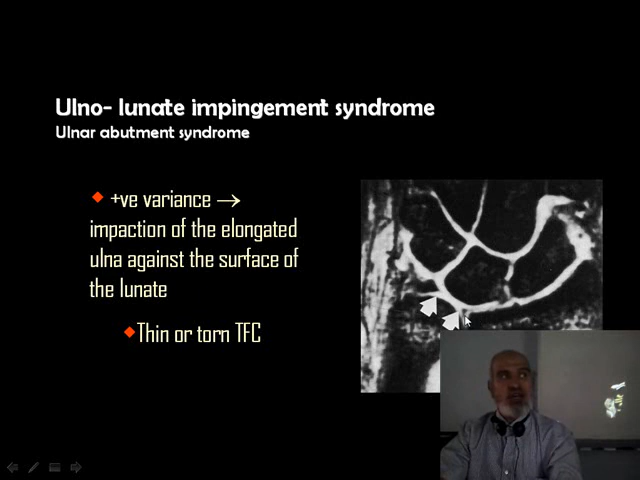 Ulno- lunate impingement syndrome
Ulnar abutment syndrome
+ve variance →
impaction of the elongated
ulna against the surface of
the lunate
Thin or torn TFC